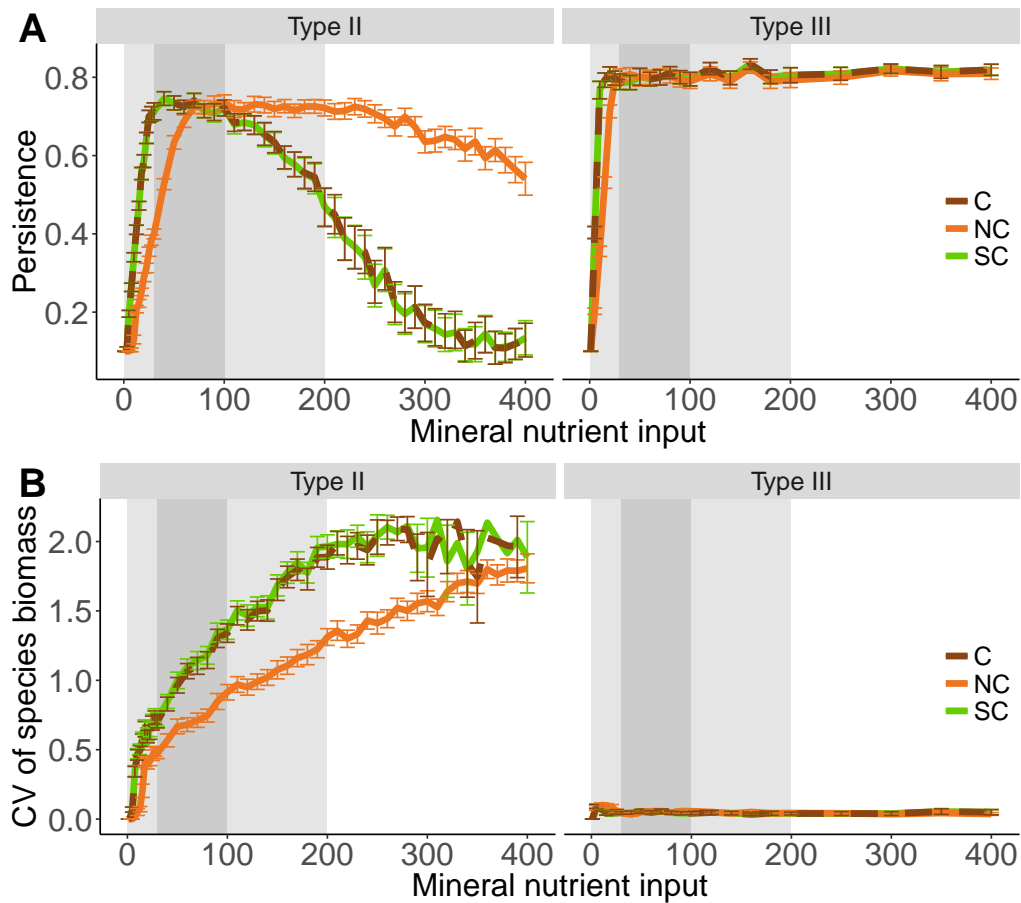 A
Type II
Type III
Persistence
0.8
0.6
0.4
0.2
C
NC
SC
0 100 200 300 400
0 100 200 300 400
Mineral nutrient input
B
Type II
Type III
CV of species biomass
2.0
1.5
1.0
0.5
0.0
C
NC
SC
0 100 200 300 400
0 100 200 300 400
Mineral nutrient input